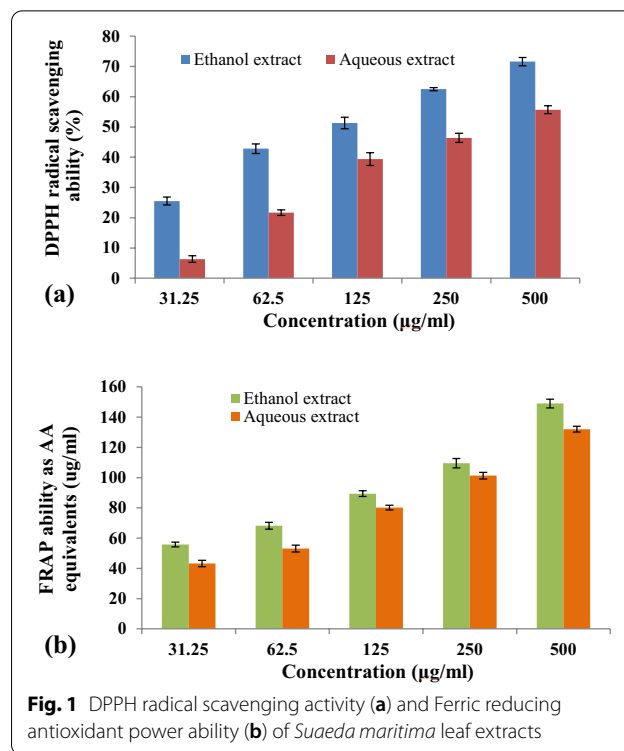 80
70
60
50
40
30
20
10
0
DPPH radical scavenging
ability (%)
Ethanol extract Aqueous extract
(a)
31.25 62.5 125 250 500
Concentration (µg/ml)
160
140
120
100
80
60
40
20
0
FRAP ability as AA
equivalents (ug/ml)
Ethanol extract
Aqueous extract
(b)
31.25 62.5 125 250 500
Concentration (µg/ml)
Fig. 1 DPPH radical scavenging activity (a) and Ferric reducing
antioxidant power ability (b) of Suaeda maritima leaf extracts